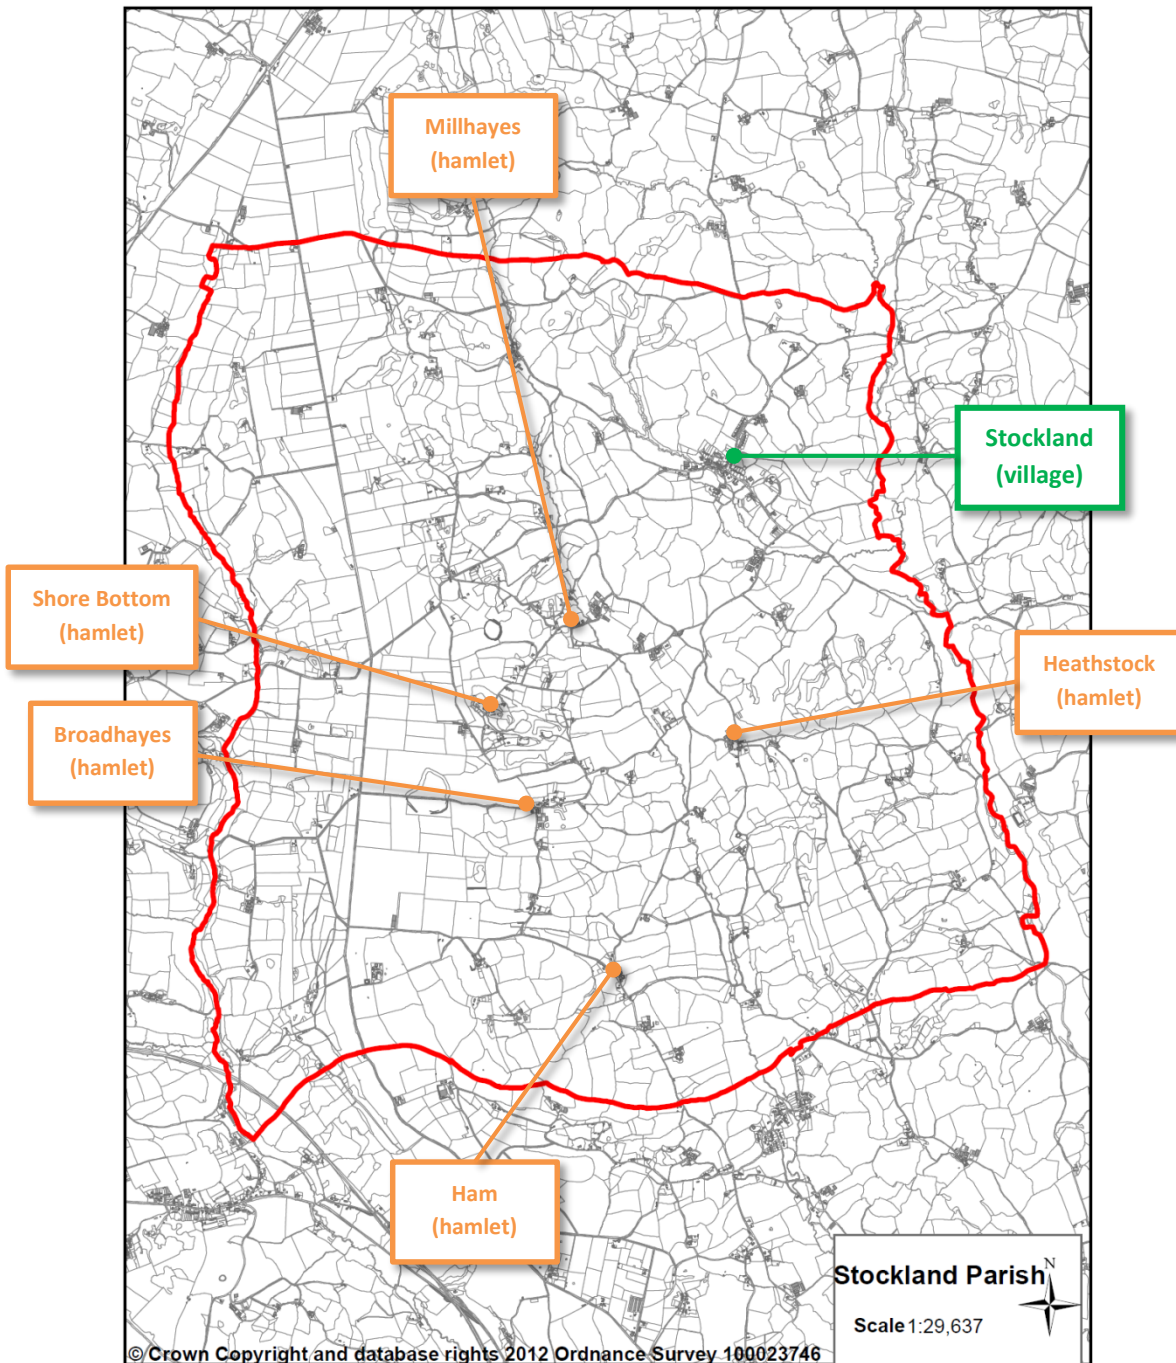 Millhayes
(hamlet)
Stockland
(village)
Shore Bottom
(hamlet)
Heathstock
(hamlet)
Broadhayes
(hamlet)
Ham
(hamlet)
Stockland Parish
N
Scale 1:29,637
© Crown Copyright and database rights 2012 Ordnance Survey 100023746